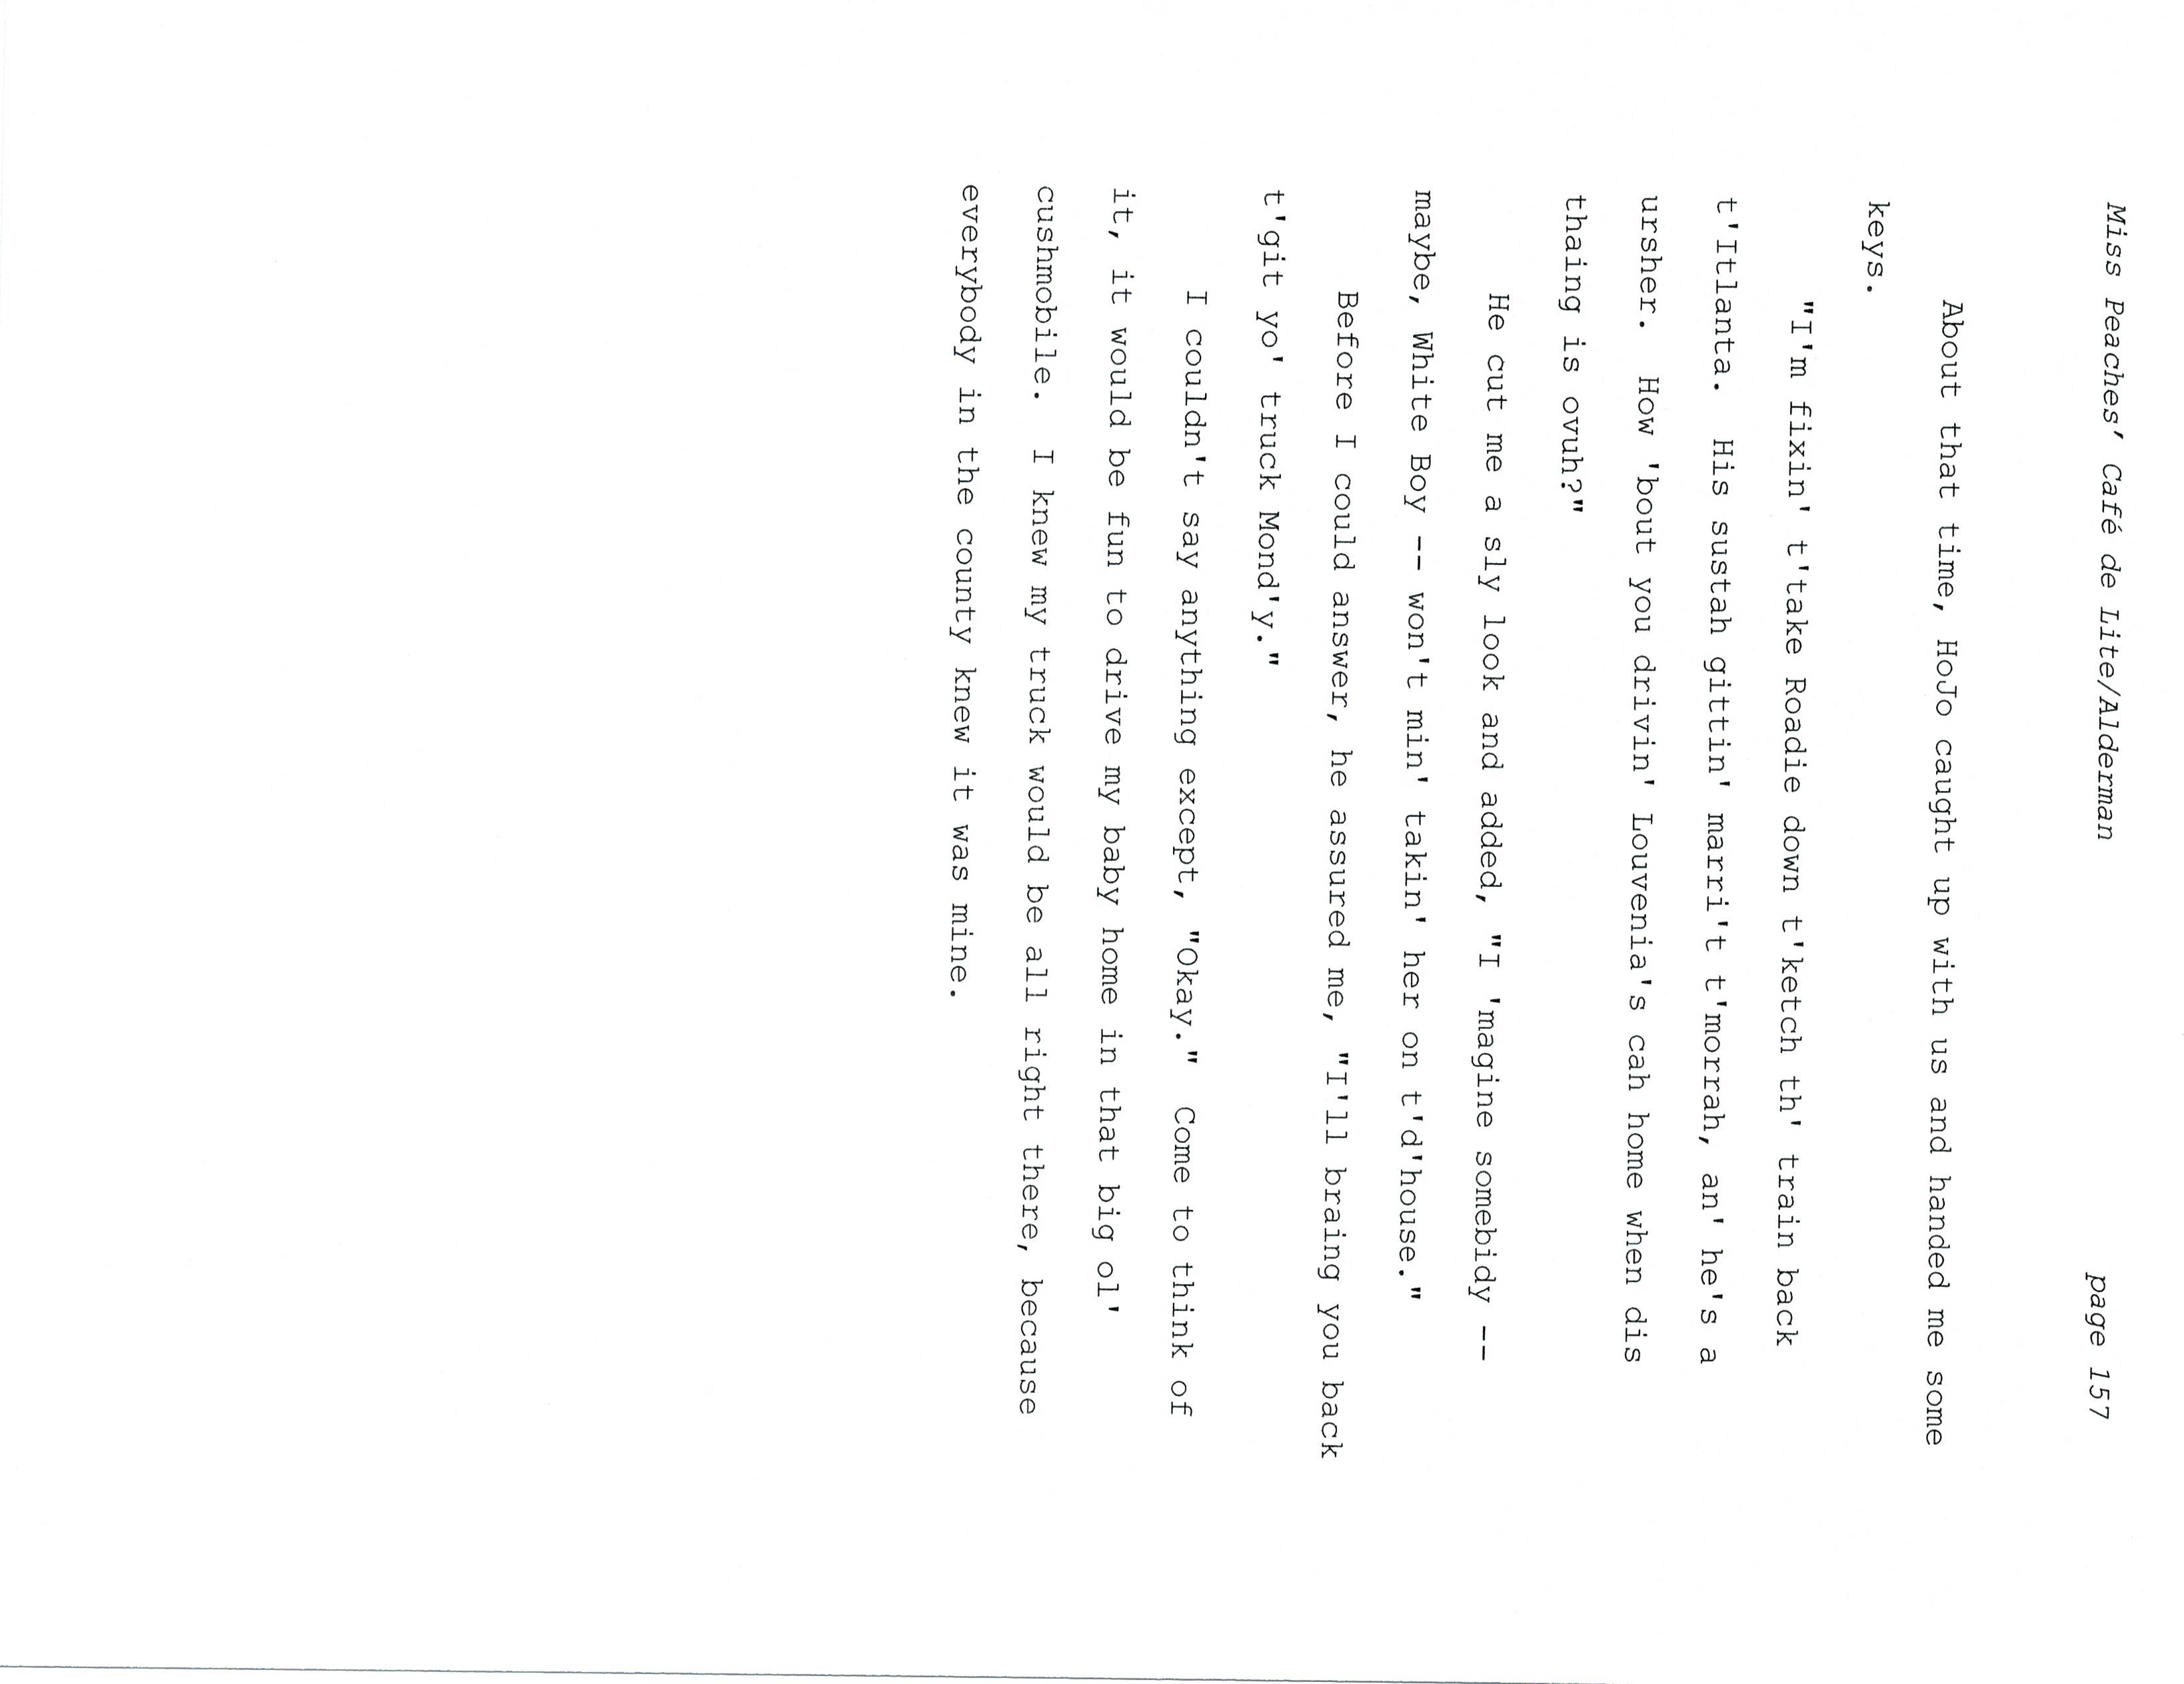 Miss Peaches' Café de Lite/Alderman page 157
About that time, HoJo caught up with us and handed me some
keys.
"I'm fixin' t'take Roadie down t'ketch th' train back
t'Itlanta.  His sustah gittin' marri't t'morrah, an' he's a
ursher.  How 'bout you drivin' Louvenia's cah home when dis
thaing is ovuh?"
He cut me a sly look and added, "I 'magine somebidy --
maybe, White Boy -- won't min' takin' her on t'd'house."
Before I could answer, he assured me, "I'll braing you back
t'git yo' truck Mond'y."
I couldn't say anything except, "Okay."  Come to think of
it, it would be fun to drive my baby home in that big ol'
cushmobile.  I knew my truck would be all right there, because
everybody in the county knew it was mine.